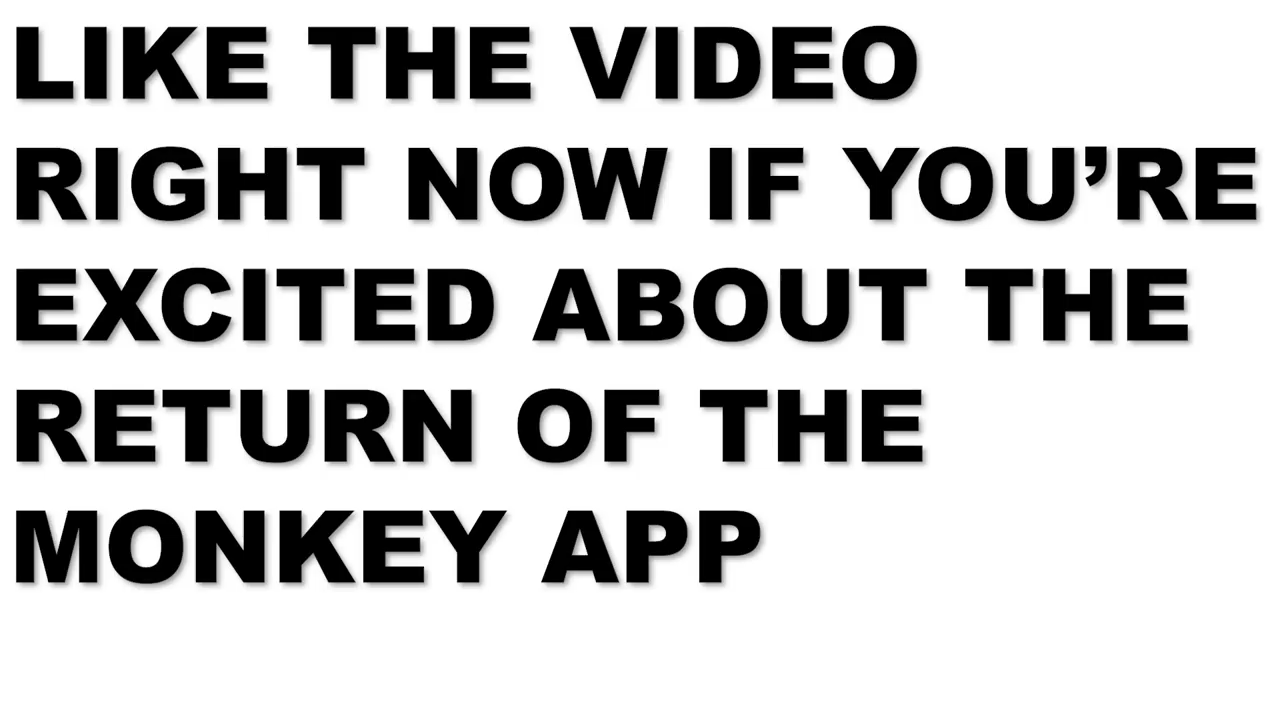 LIKE THE VIDEO
RIGHT NOW IF YOU’RE
EXCITED ABOUT THE
RETURN OF THE
MONKEY APP